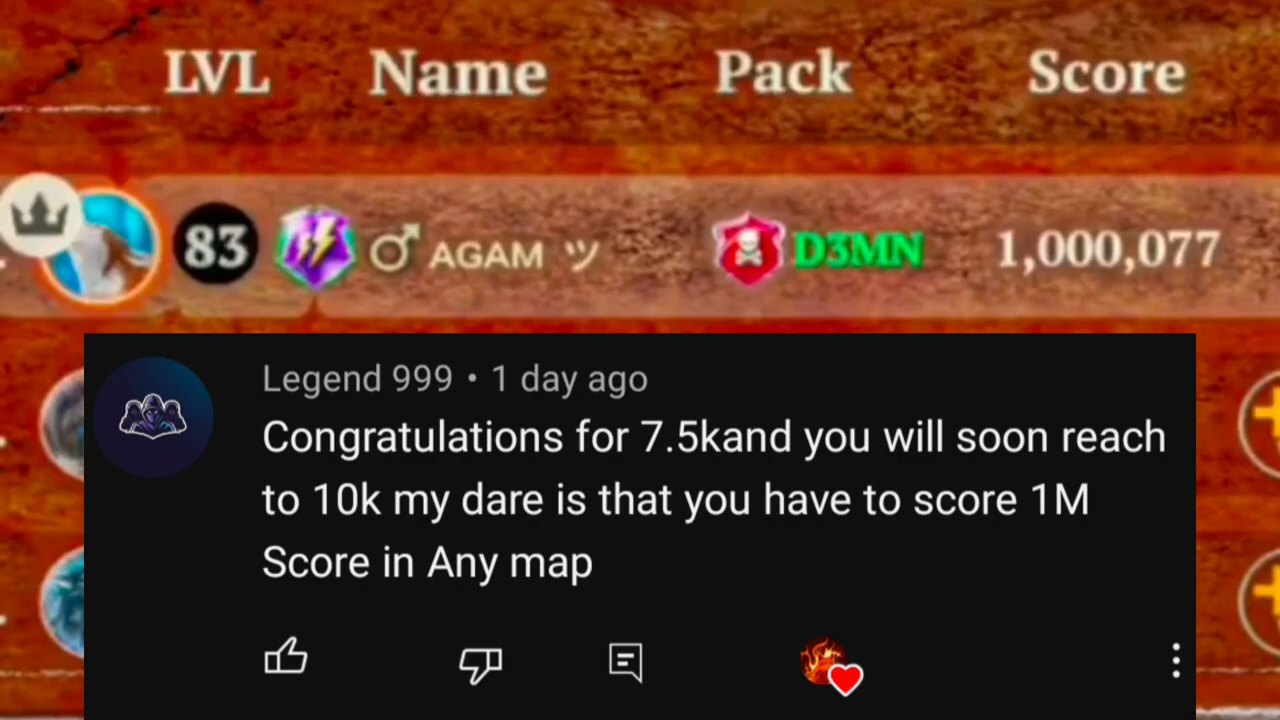 LVL Name Pack Score
83 ♂ AGAM ツ D3MN 1,000,077
Legend 999 • 1 day ago
Congratulations for 7.5kand you will soon reach
to 10k my dare is that you have to score 1M
Score in Any map